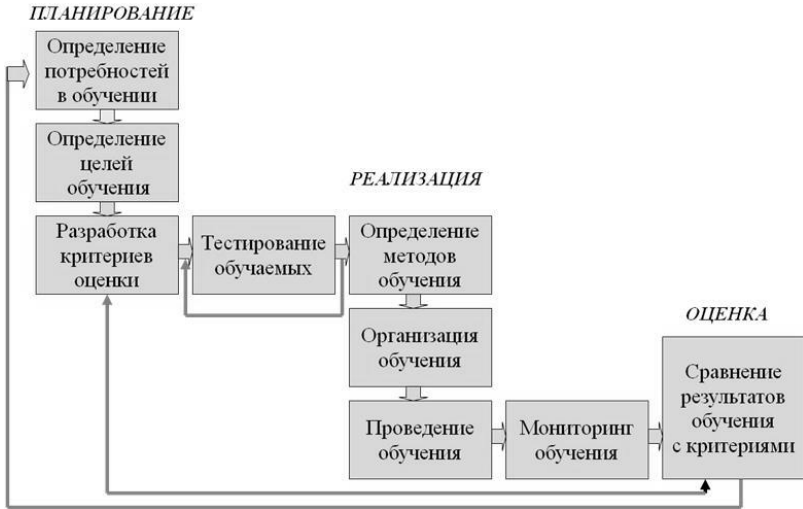 ПЛАНИРОВАНИЕ
Определение
потребностей
в обучении
Определение
целей
обучения
Разработка
критериев
оценки
Тестирование
обучаемых
РЕАЛИЗАЦИЯ
Определение
методов
обучения
Организация
обучения
Проведение
обучения
Мониторинг
обучения
ОЦЕНКА
Сравнение
результатов
обучения
с критериями